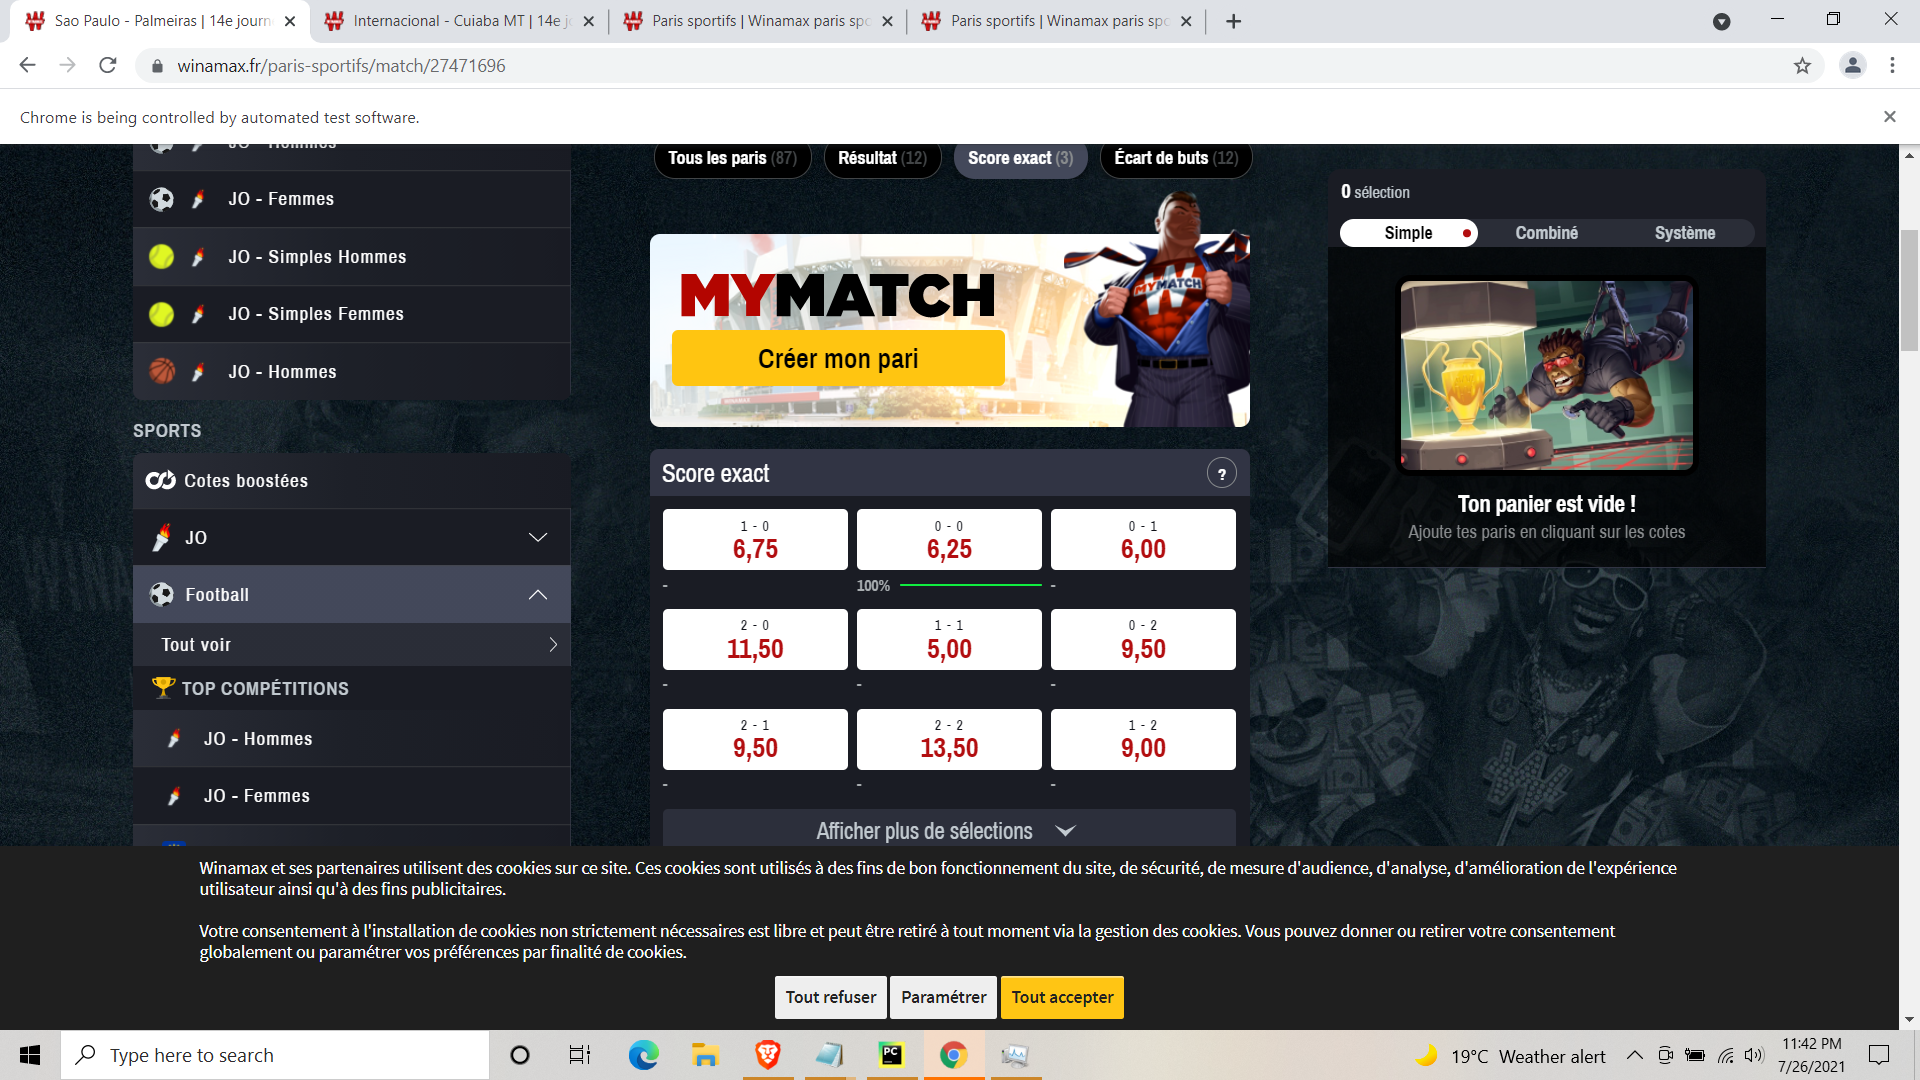 Sao Paulo - Palmeiras | 14e journ
Internacional - Cuiaba MT | 14e jo
Paris sportifs | Winamax paris spo
Paris sportifs | Winamax paris spo
winamax.fr/paris-sportifs/match/27471696
Chrome is being controlled by automated test software.
JO - Hommes
JO - Femmes
JO - Simples Hommes
JO - Simples Femmes
JO - Hommes
SPORTS
Cotes boostées
JO
Football
Tout voir
TOP COMPÉTITIONS
JO - Hommes
JO - Femmes
Tous les paris (87)
Résultat (12)
Score exact (3)
Écart de buts (12)
MYMATCH
Créer mon pari
MYMATCH
Score exact
?
1 - 0
6,75
0 - 0
6,25
0 - 1
6,00
-
100%
-
2 - 0
11,50
1 - 1
5,00
0 - 2
9,50
-
-
-
2 - 1
9,50
2 - 2
13,50
1 - 2
9,00
-
-
-
Afficher plus de sélections
0 sélection
Simple
Combiné
Système
Ton panier est vide !
Ajoute tes paris en cliquant sur les cotes
Winamax et ses partenaires utilisent des cookies sur ce site. Ces cookies sont utilisés à des fins de bon fonctionnement du site, de sécurité, de mesure d'audience, d'analyse, d'amélioration de l'expérience
utilisateur ainsi qu'à des fins publicitaires.
Votre consentement à l'installation de cookies non strictement nécessaires est libre et peut être retiré à tout moment via la gestion des cookies. Vous pouvez donner ou retirer votre consentement
globalement ou paramétrer vos préférences par finalité de cookies.
Tout refuser
Paramétrer
Tout accepter
Type here to search
PC
19°C Weather alert
11:42 PM
7/26/2021